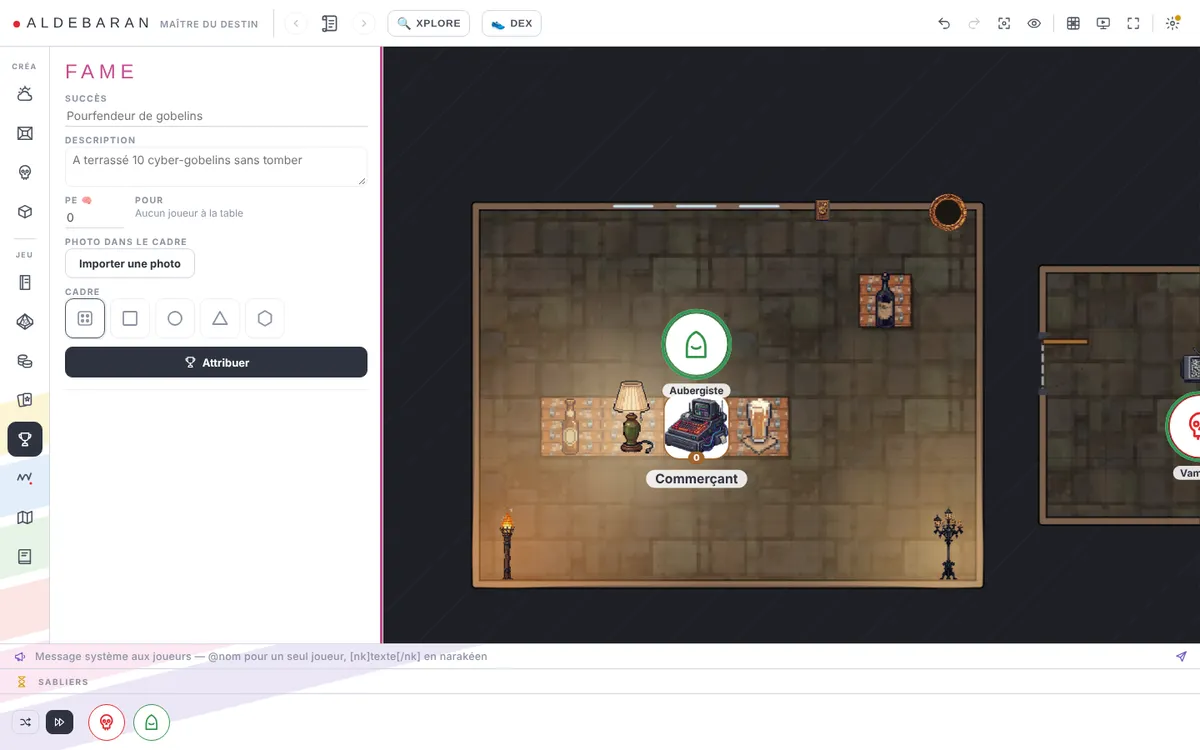 ALDEBARAN MAÎTRE DU DESTIN
XPLORE
DEX
CRÉA
JEU
FAME
SUCCÈS
Pourfendeur de gobelins
DESCRIPTION
A terrassé 10 cyber-gobelins sans tomber
PE
POUR
0
Aucun joueur à la table
PHOTO DANS LE CADRE
Importer une photo
CADRE
Attribuer
Aubergiste
0
Commerçant
Vam
Message système aux joueurs — @nom pour un seul joueur, [nk]texte[/nk] en narakéen
SABLIERS